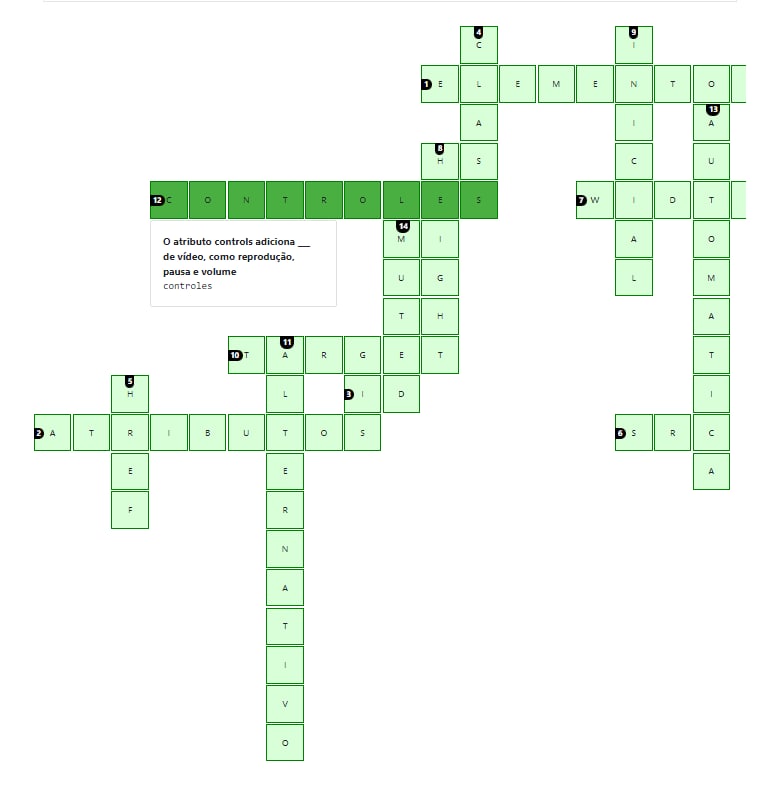 4 C 9 I
1 E L E M E N T O
A I 13 A
8 H S C U
12 C O N T R O L E S 7 W I D T
O atributo controls adiciona __
de vídeo, como reprodução,
pausa e volume
controles
14 M I A O
U G L M
T H A
10 T 11 A R G E T T
5 H L 3 I D I
2 A T R I B U T O S 6 S R C
E E A
F R
N
A
T
I
V
O